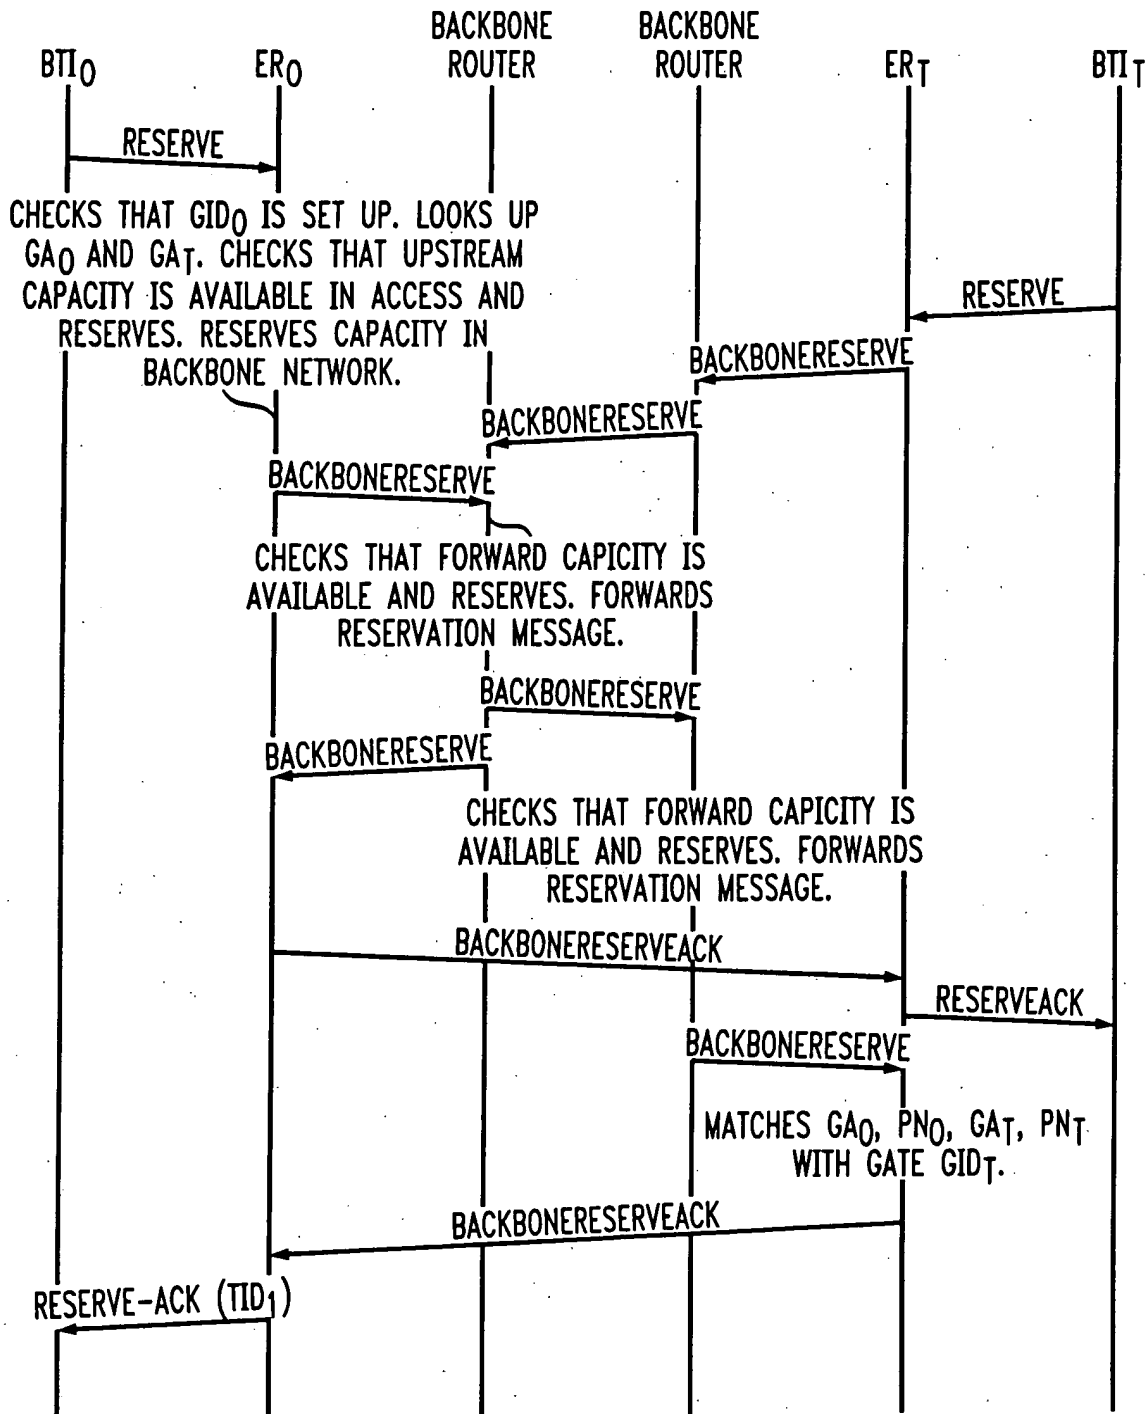 BACKBONE ROUTER
BACKBONE ROUTER
BTIO
ERO
ERT
BTIT
RESERVE
CHECKS THAT GIDO IS SET UP. LOOKS UP
GAO AND GAT. CHECKS THAT UPSTREAM
CAPACITY IS AVAILABLE IN ACCESS AND
RESERVES. RESERVES CAPACITY IN
BACKBONE NETWORK.
RESERVE
BACKBONERESERVE
BACKBONERESERVE
BACKBONERESERVE
CHECKS THAT FORWARD CAPICITY IS
AVAILABLE AND RESERVES. FORWARDS
RESERVATION MESSAGE.
BACKBONERESERVE
BACKBONERESERVE
CHECKS THAT FORWARD CAPICITY IS
AVAILABLE AND RESERVES. FORWARDS
RESERVATION MESSAGE.
BACKBONERESERVEACK
RESERVEACK
BACKBONERESERVE
MATCHES GAO, PNO, GAT, PNT
WITH GATE GIDT.
BACKBONERESERVEACK
RESERVE-ACK (TID1)